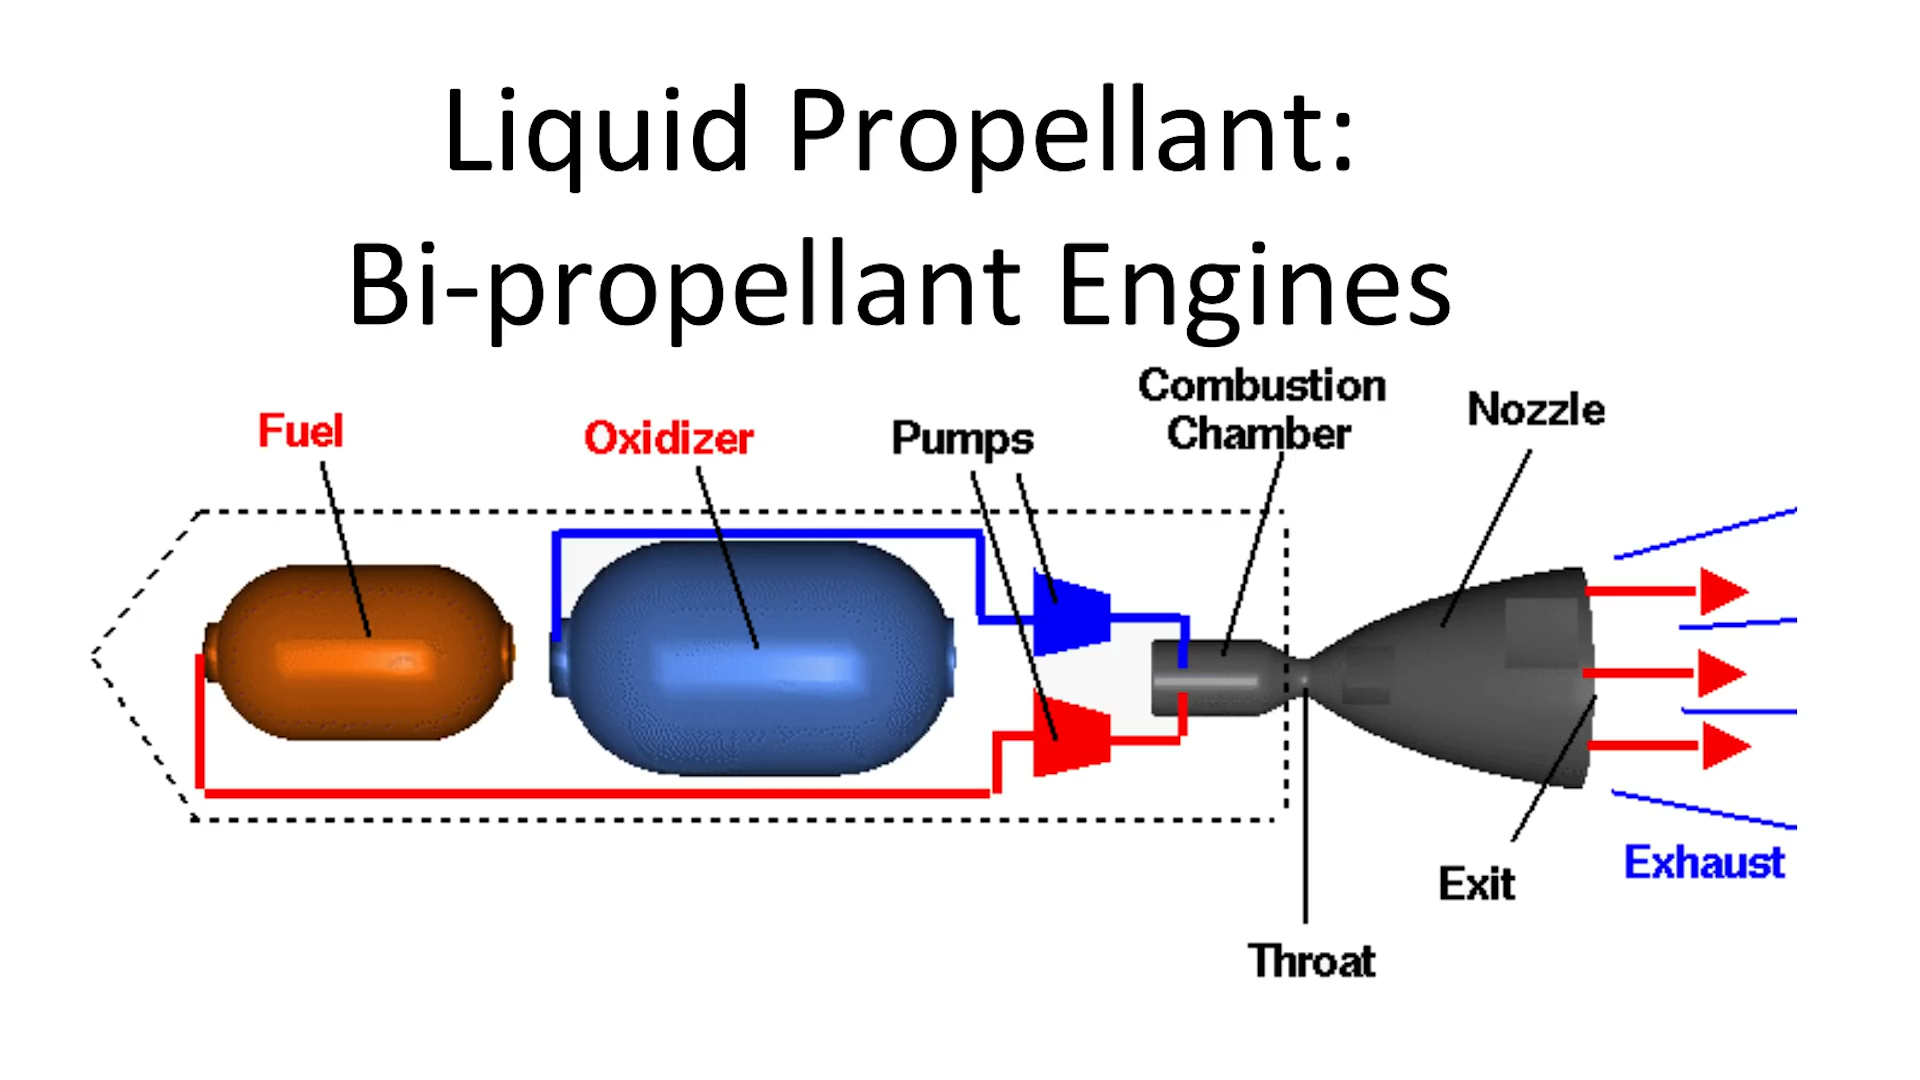 Liquid Propellant:
Bi-propellant Engines
Fuel
Oxidizer
Pumps
Combustion
Chamber
Nozzle
Exhaust
Exit
Throat